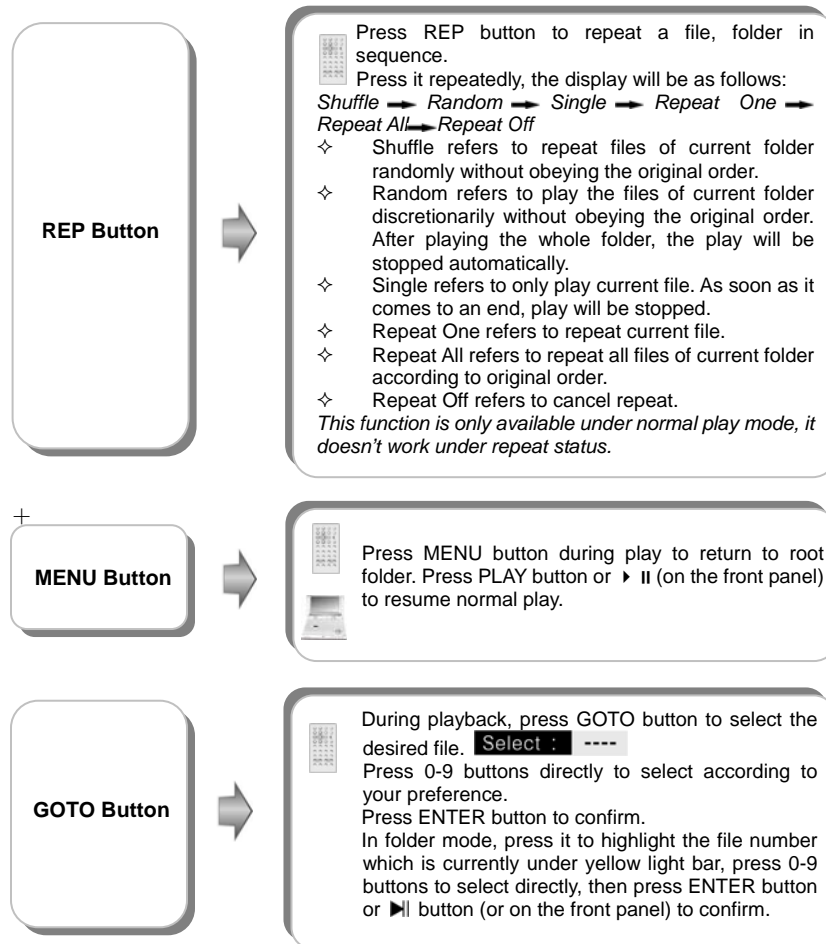 REP Button
Press REP button to repeat a file, folder in
sequence.
Press it repeatedly, the display will be as follows:
Shuffle → Random → Single → Repeat One →
Repeat All→Repeat Off
✧ Shuffle refers to repeat files of current folder
randomly without obeying the original order.
✧ Random refers to play the files of current folder
discretionarily without obeying the original order.
After playing the whole folder, the play will be
stopped automatically.
✧ Single refers to only play current file. As soon as it
comes to an end, play will be stopped.
✧ Repeat One refers to repeat current file.
✧ Repeat All refers to repeat all files of current folder
according to original order.
✧ Repeat Off refers to cancel repeat.
This function is only available under normal play mode, it
doesn't work under repeat status.
+
MENU Button
Press MENU button during play to return to root
folder. Press PLAY button or ▶ II (on the front panel)
to resume normal play.
GOTO Button
During playback, press GOTO button to select the
desired file. Select : ----
Press 0-9 buttons directly to select according to
your preference.
Press ENTER button to confirm.
In folder mode, press it to highlight the file number
which is currently under yellow light bar, press 0-9
buttons to select directly, then press ENTER button
or ▶II button (or on the front panel) to confirm.